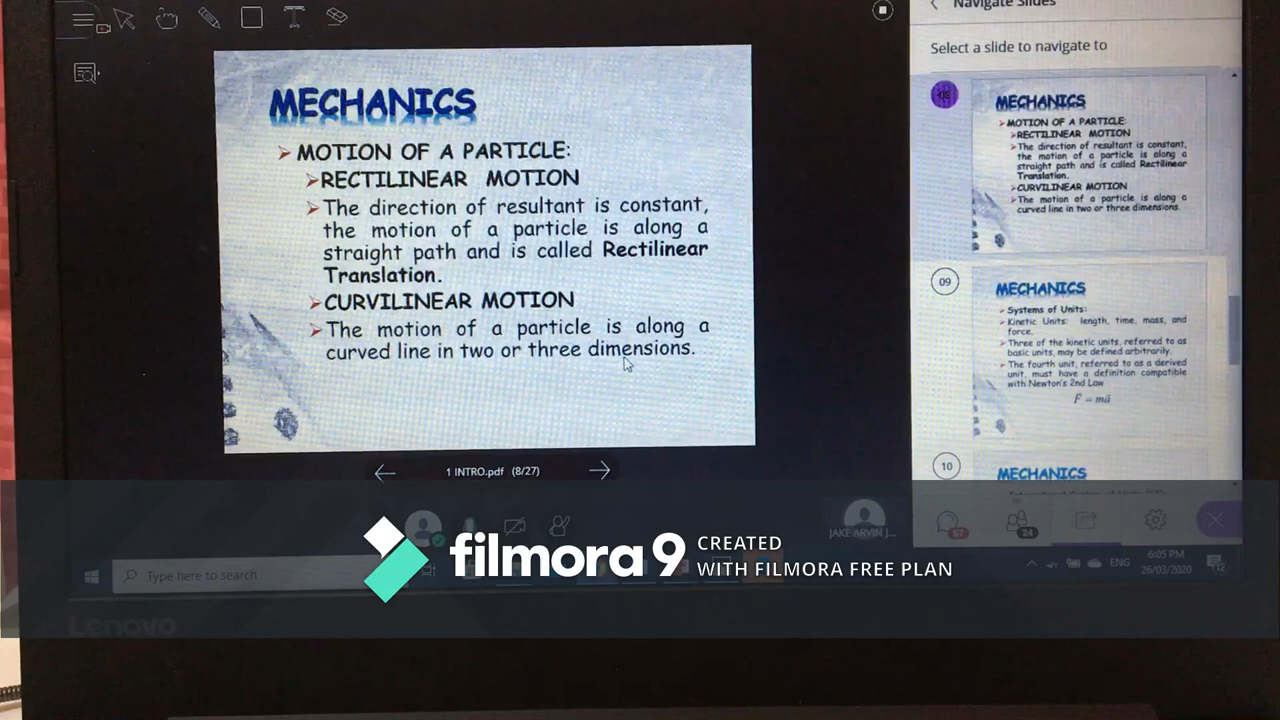 Navigate Slides
Select a slide to navigate to
MECHANICS
MOTION OF A PARTICLE:
RECTILINEAR MOTION
The direction of resultant is constant,
the motion of a particle is along a
straight path and is called Rectilinear
Translation.
CURVILINEAR MOTION
The motion of a particle is along a
curved line in two or three dimensions.
1 INTRO.pdf (8/27)
MECHANICS
MOTION OF A PARTICLE:
RECTILINEAR MOTION
The direction of resultant is constant,
the motion of a particle is along a
straight path and is called Rectilinear
Translation.
CURVILINEAR MOTION
The motion of a particle is along a
curved line in two or three dimensions.
09
MECHANICS
Systems of Units:
Kinetic Units: length, time, mass, and
force.
Three of the kinetic units, referred to as
basic units, may be defined arbitrarily.
The fourth unit, referred to as a derived
unit, must have a definition compatible
with Newton's 2nd Law
F = ma
10
MECHANICS
JAKE ARVIN J...
57
24
Type here to search
ENG
6:05 PM
26/03/2020
12
filmora9
CREATED
WITH FILMORA FREE PLAN
Lenovo